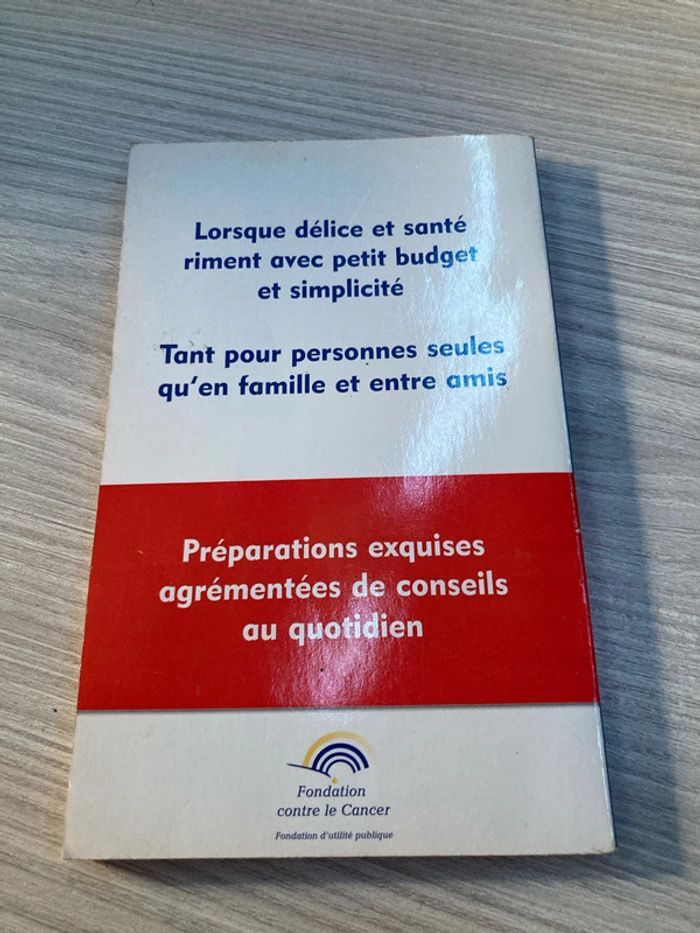 Lorsque délice et santé
riment avec petit budget
et simplicité
Tant pour personnes seules
qu'en famille et entre amis
Préparations exquises
agrémentées de conseils
au quotidien
Fondation
contre le Cancer
Fondation d'utilité publique